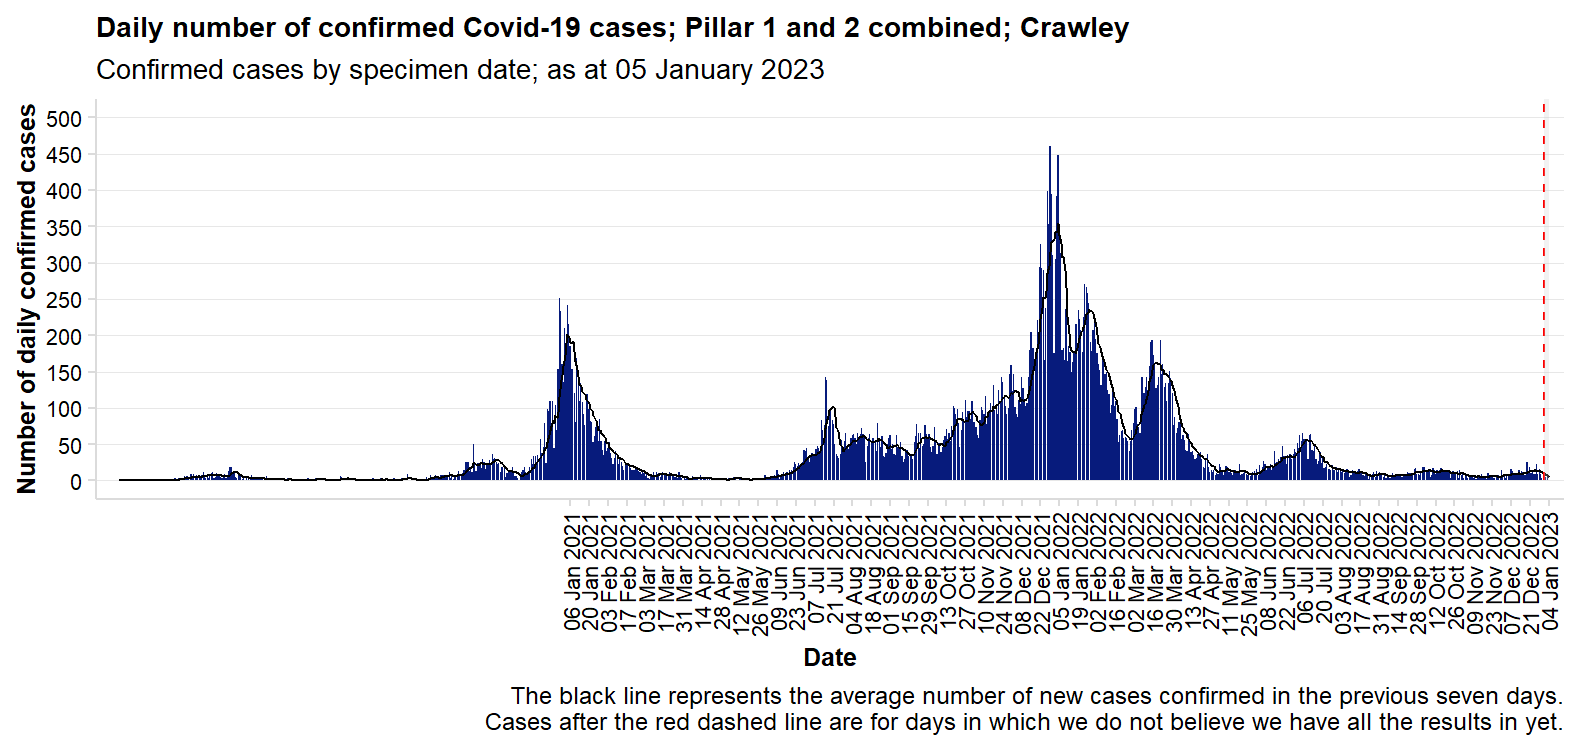 Daily number of confirmed Covid-19 cases; Pillar 1 and 2 combined; Crawley
Confirmed cases by specimen date; as at 05 January 2023
Number of daily confirmed cases
500
450
400
350
300
250
200
150
100
50
0
06 Jan 2021
20 Jan 2021
03 Feb 2021
17 Feb 2021
03 Mar 2021
17 Mar 2021
31 Mar 2021
14 Apr 2021
28 Apr 2021
12 May 2021
26 May 2021
09 Jun 2021
23 Jun 2021
07 Jul 2021
21 Jul 2021
04 Aug 2021
18 Aug 2021
01 Sep 2021
15 Sep 2021
29 Sep 2021
13 Oct 2021
27 Oct 2021
10 Nov 2021
24 Nov 2021
08 Dec 2021
22 Dec 2021
05 Jan 2022
19 Jan 2022
02 Feb 2022
16 Feb 2022
02 Mar 2022
16 Mar 2022
30 Mar 2022
13 Apr 2022
27 Apr 2022
11 May 2022
25 May 2022
08 Jun 2022
22 Jun 2022
06 Jul 2022
20 Jul 2022
03 Aug 2022
17 Aug 2022
31 Aug 2022
14 Sep 2022
28 Sep 2022
12 Oct 2022
26 Oct 2022
09 Nov 2022
23 Nov 2022
07 Dec 2022
21 Dec 2022
04 Jan 2023
Date
The black line represents the average number of new cases confirmed in the previous seven days.
Cases after the red dashed line are for days in which we do not believe we have all the results in yet.